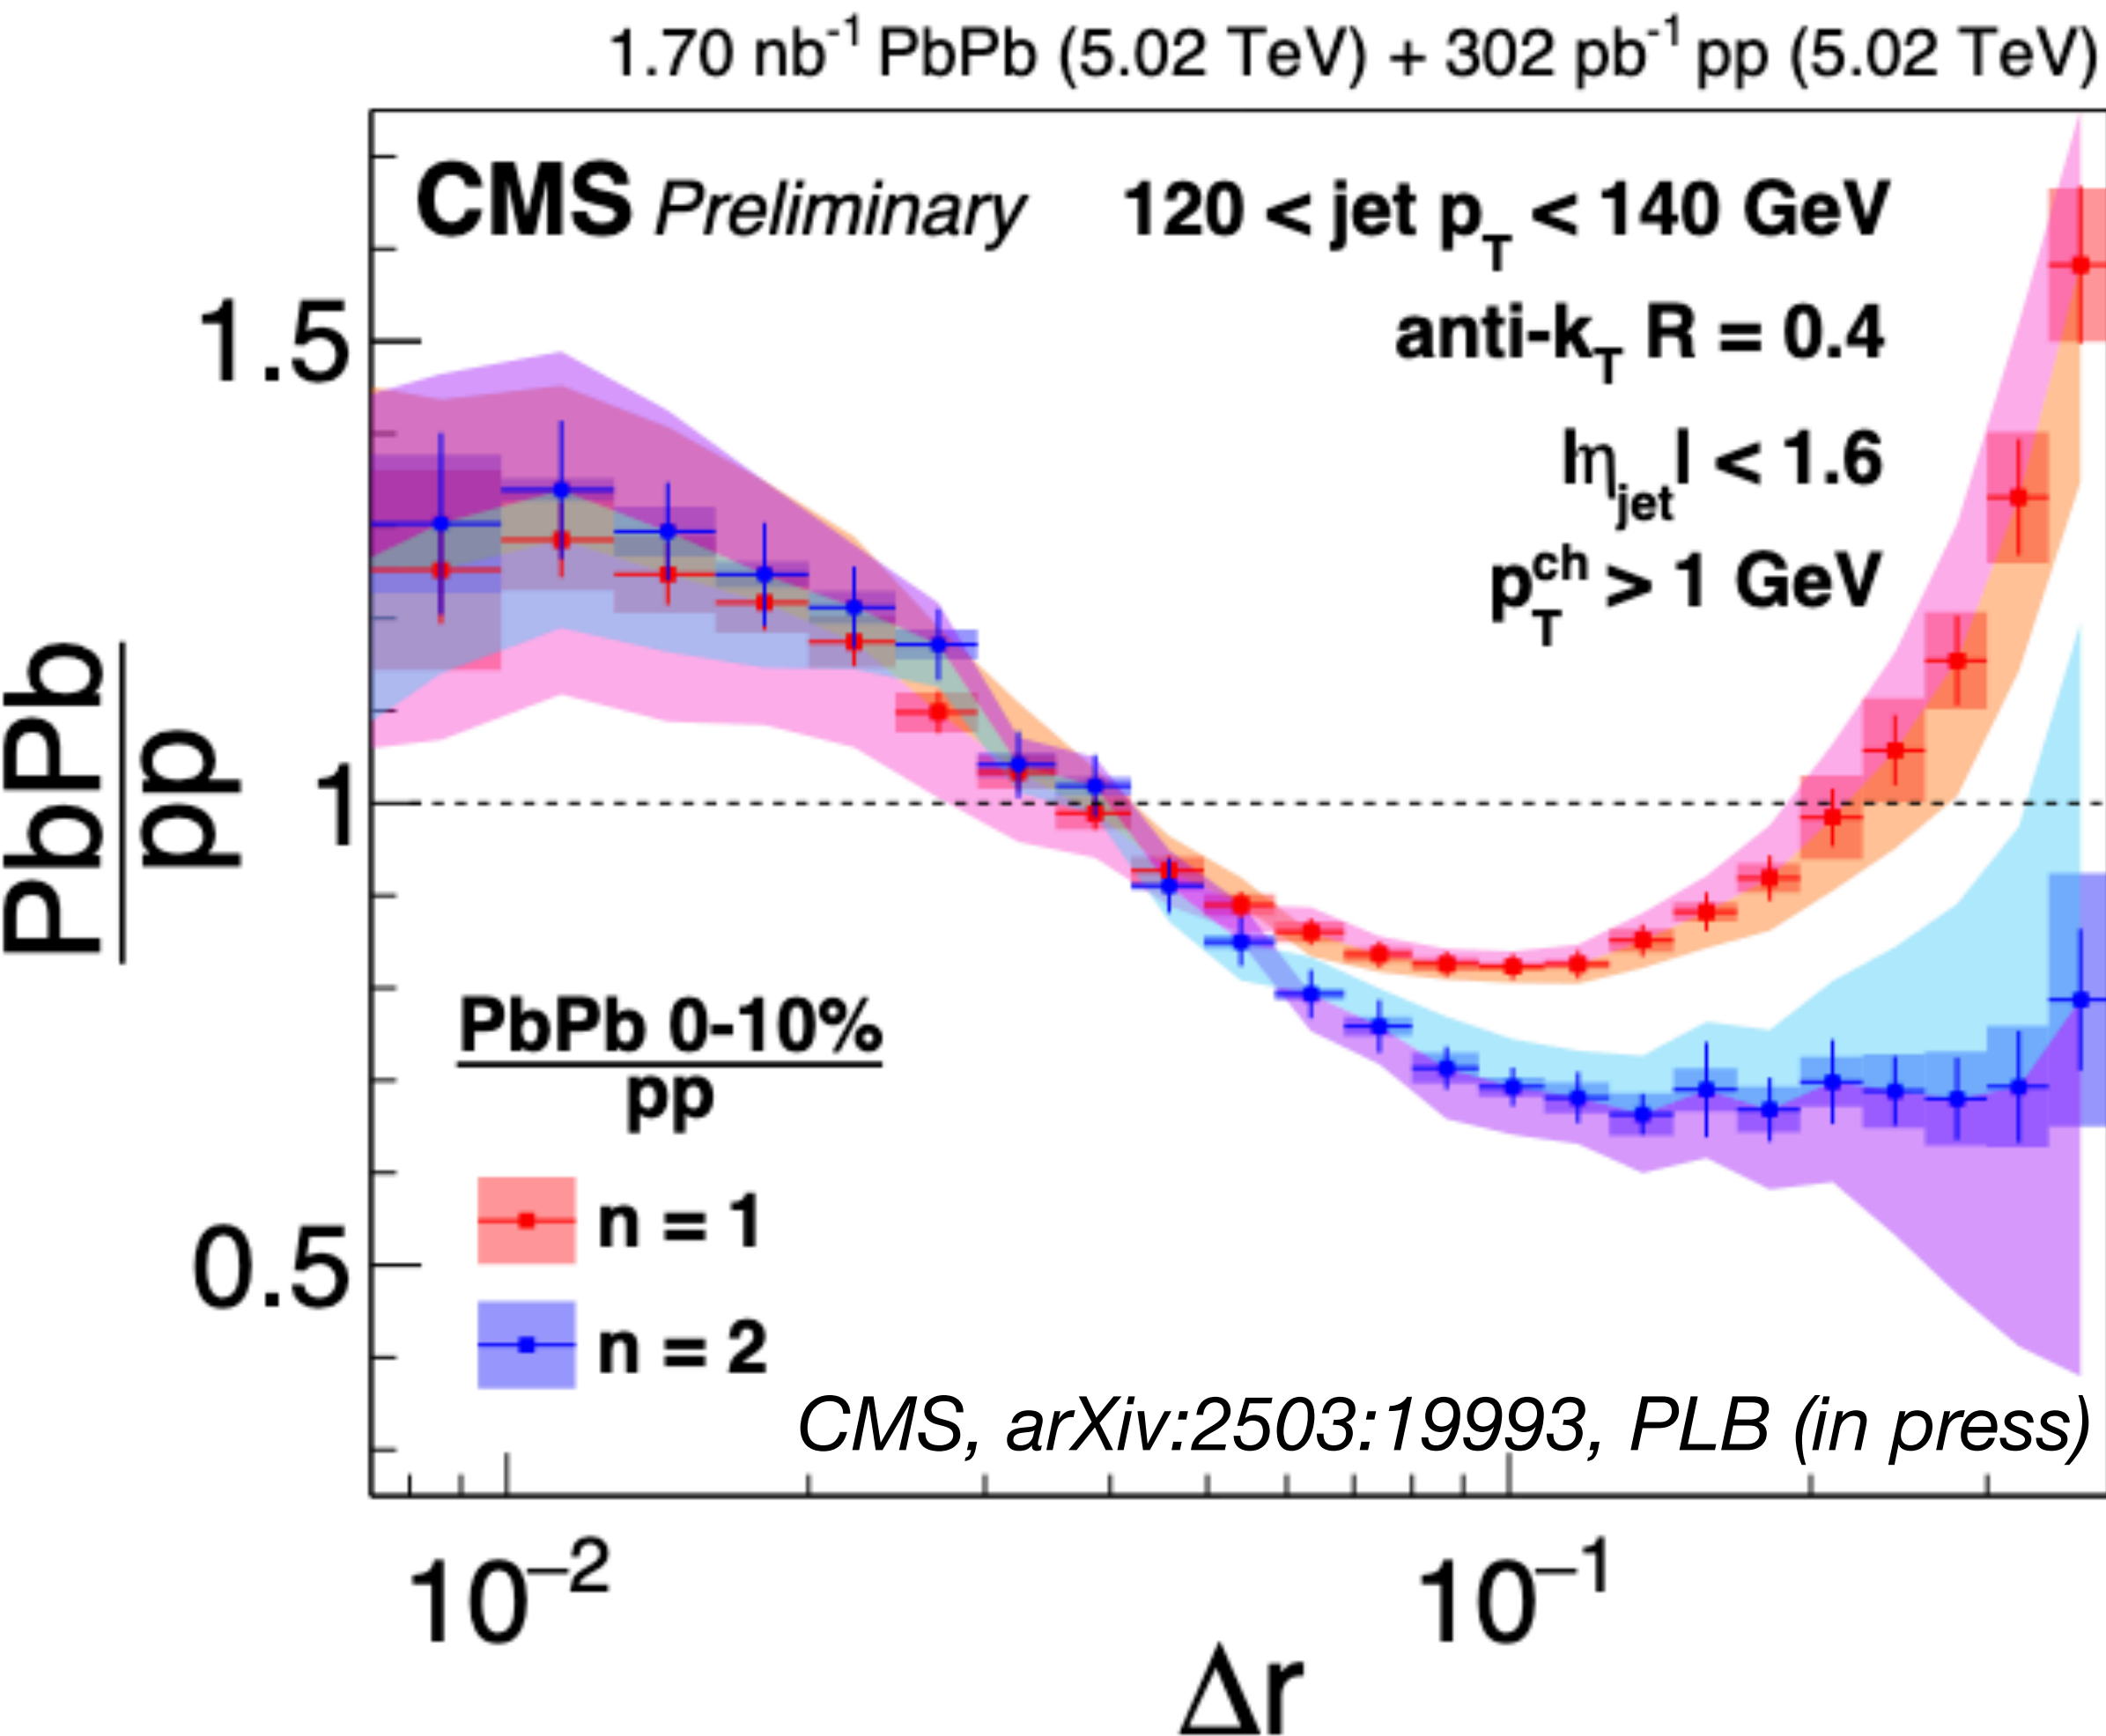 1.70 nb⁻¹ PbPb (5.02 TeV) + 302 pb⁻¹ pp (5.02 TeV)
CMS Preliminary 120 < jet p_T < 140 GeV
anti-k_T R = 0.4
|η_jet| < 1.6
p_T^ch > 1 GeV
PbPb
pp
1.5
1
0.5
PbPb 0-10%
pp
n = 1
n = 2
CMS, arXiv:2503:19993, PLB (in press)
10⁻² 10⁻¹
Δr